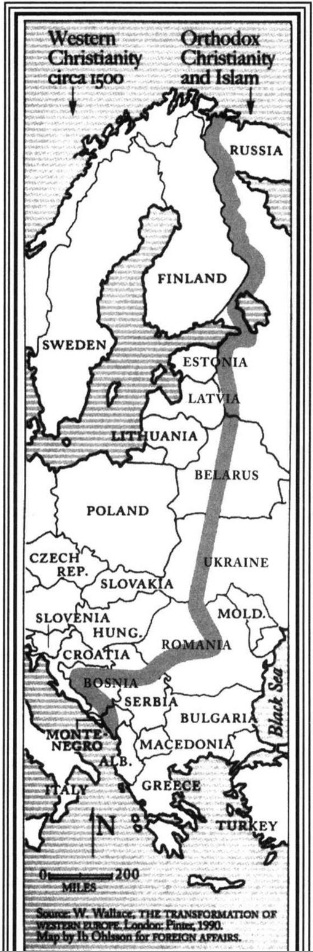 Western
Christianity
circa 1500
Orthodox
Christianity
and Islam
RUSSIA
FINLAND
SWEDEN
ESTONIA
LATVIA
LITHUANIA
BELARUS
POLAND
UKRAINE
CZECH
REP.
SLOVAKIA
MOLD.
SLOVENIA
HUNG.
ROMANIA
CROATIA
BOSNIA
SERBIA
BULGARIA
Black Sea
MONTE-
NEGRO
MACEDONIA
ALB.
ITALY
GREECE
TURKEY
N
0 200
MILES
Source: W. Wallace, THE TRANSFORMATION OF
WESTERN EUROPE. London: Pinter, 1990.
Map by Ib Ohlsson for FOREIGN AFFAIRS.